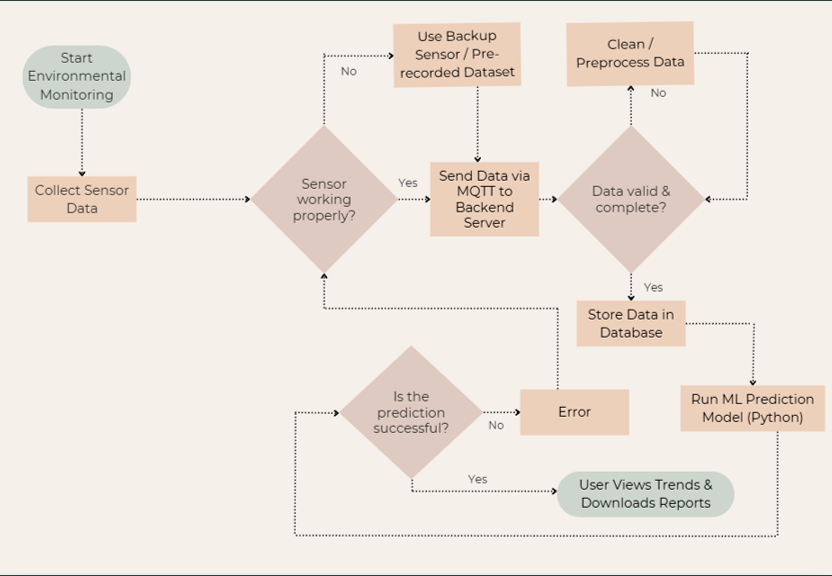 Start
Environmental
Monitoring
Collect Sensor
Data
Sensor
working
properly?
No
Use Backup
Sensor / Pre-
recorded Dataset
Yes
Send Data via
MQTT to
Backend
Server
Data valid &
complete?
No
Clean /
Preprocess Data
Yes
Store Data in
Database
Run ML Prediction
Model (Python)
Is the
prediction
successful?
No
Error
Yes
User Views Trends &
Downloads Reports